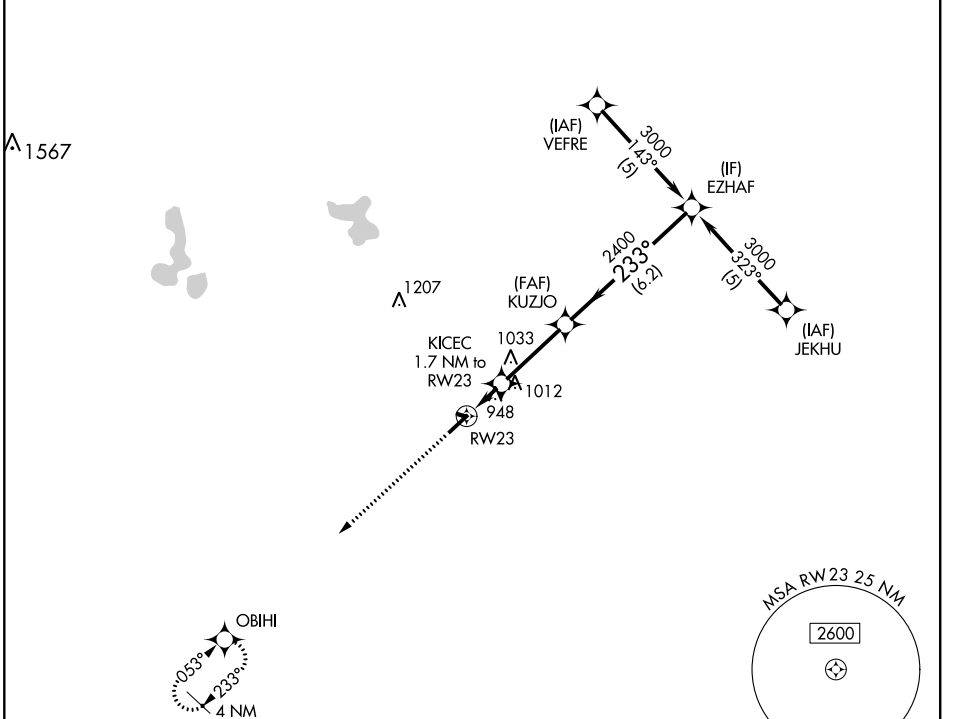 1567
(IAF)
VEFRE
3000
143°
(5)
(IF)
EZHAF
2400
233°
(6.2)
3000
323°
(5)
(IAF)
JEKHU
(FAF)
KUZJO
1207
KICEC
1.7 NM to
RW23
1033
1012
948
RW23
OBIHI
053°
233°
4 NM
MSA RW23 25 NM
2600